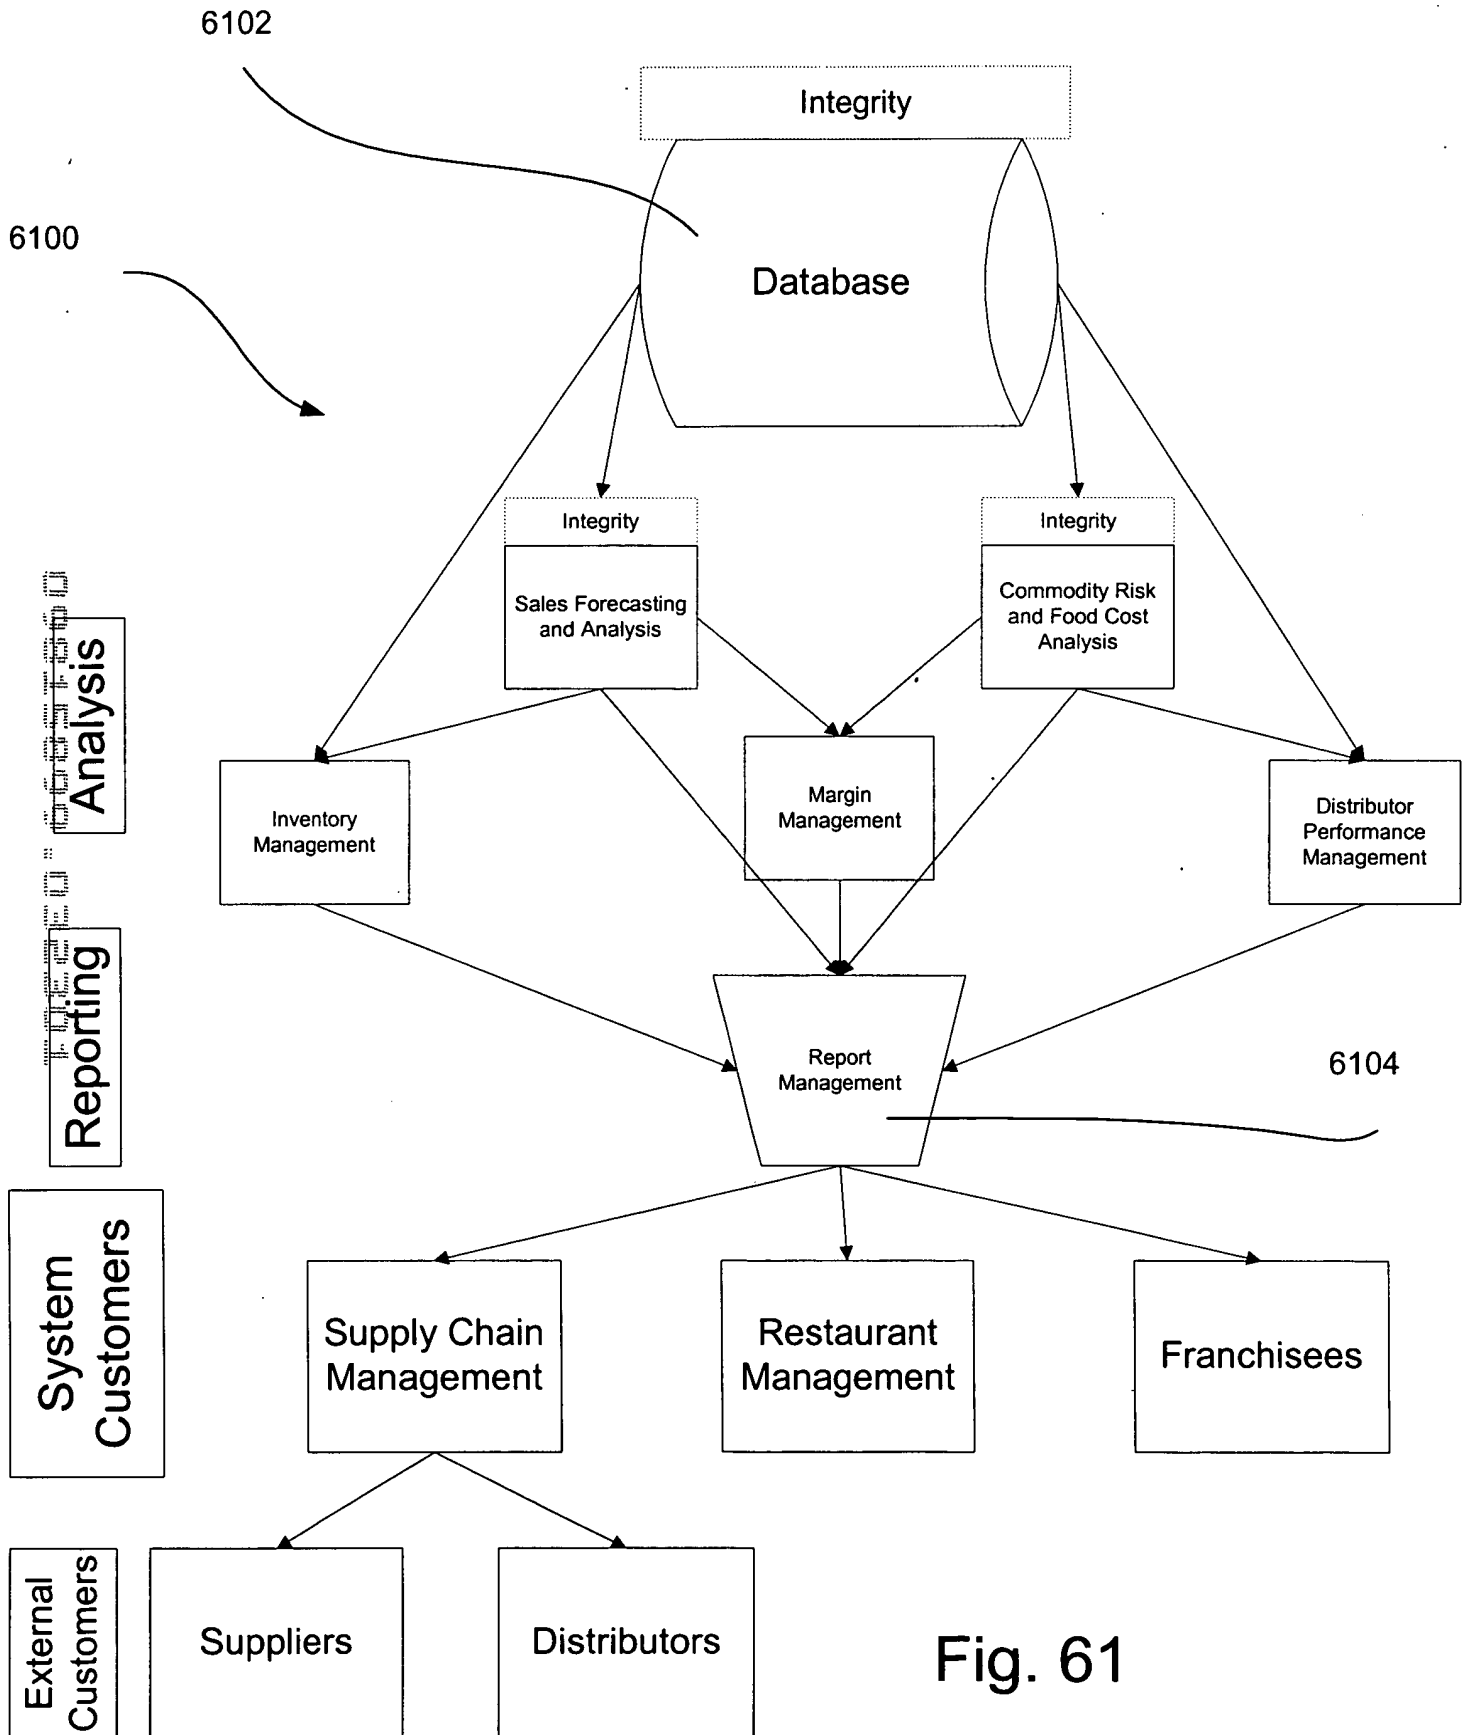 6102
Integrity
6100
Database
Integrity
Integrity
Sales Forecasting
and Analysis
Commodity Risk
and Food Cost
Analysis
Analysis
Inventory
Management
Margin
Management
Distributor
Performance
Management
Reporting
Report
Management
6104
System
Customers
Supply Chain
Management
Restaurant
Management
Franchisees
External
Customers
Suppliers
Distributors
Fig. 61